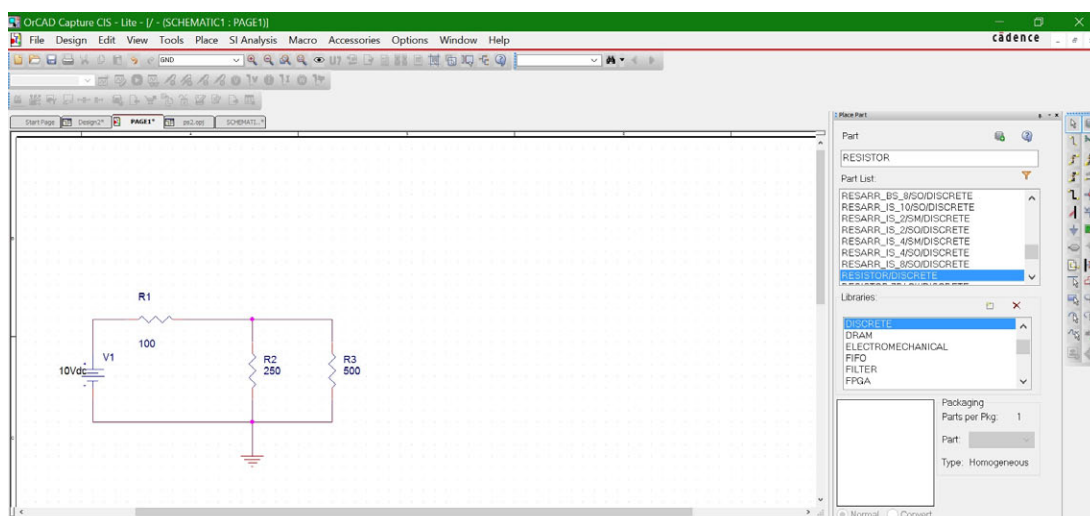 OrCAD Capture CIS - Lite - [/ - (SCHEMATIC1 : PAGE1)]
File Design Edit View Tools Place SI Analysis Macro Accessories Options Window Help
cādence
GND
U?
Start Page
Design2*
PAGE1*
ps2.opj
SCHEMATI...*
R1
100
V1
10Vdc
R2
250
R3
500
Place Part
Part
RESISTOR
Part List:
RESARR_BS_8/SO/DISCRETE
RESARR_IS_10/SO/DISCRETE
RESARR_IS_2/SM/DISCRETE
RESARR_IS_2/SO/DISCRETE
RESARR_IS_4/SM/DISCRETE
RESARR_IS_4/SO/DISCRETE
RESARR_IS_8/SO/DISCRETE
RESISTOR/DISCRETE
Libraries:
DISCRETE
DRAM
ELECTROMECHANICAL
FIFO
FILTER
FPGA
Packaging
Parts per Pkg: 1
Part:
Type: Homogeneous
Normal Convert